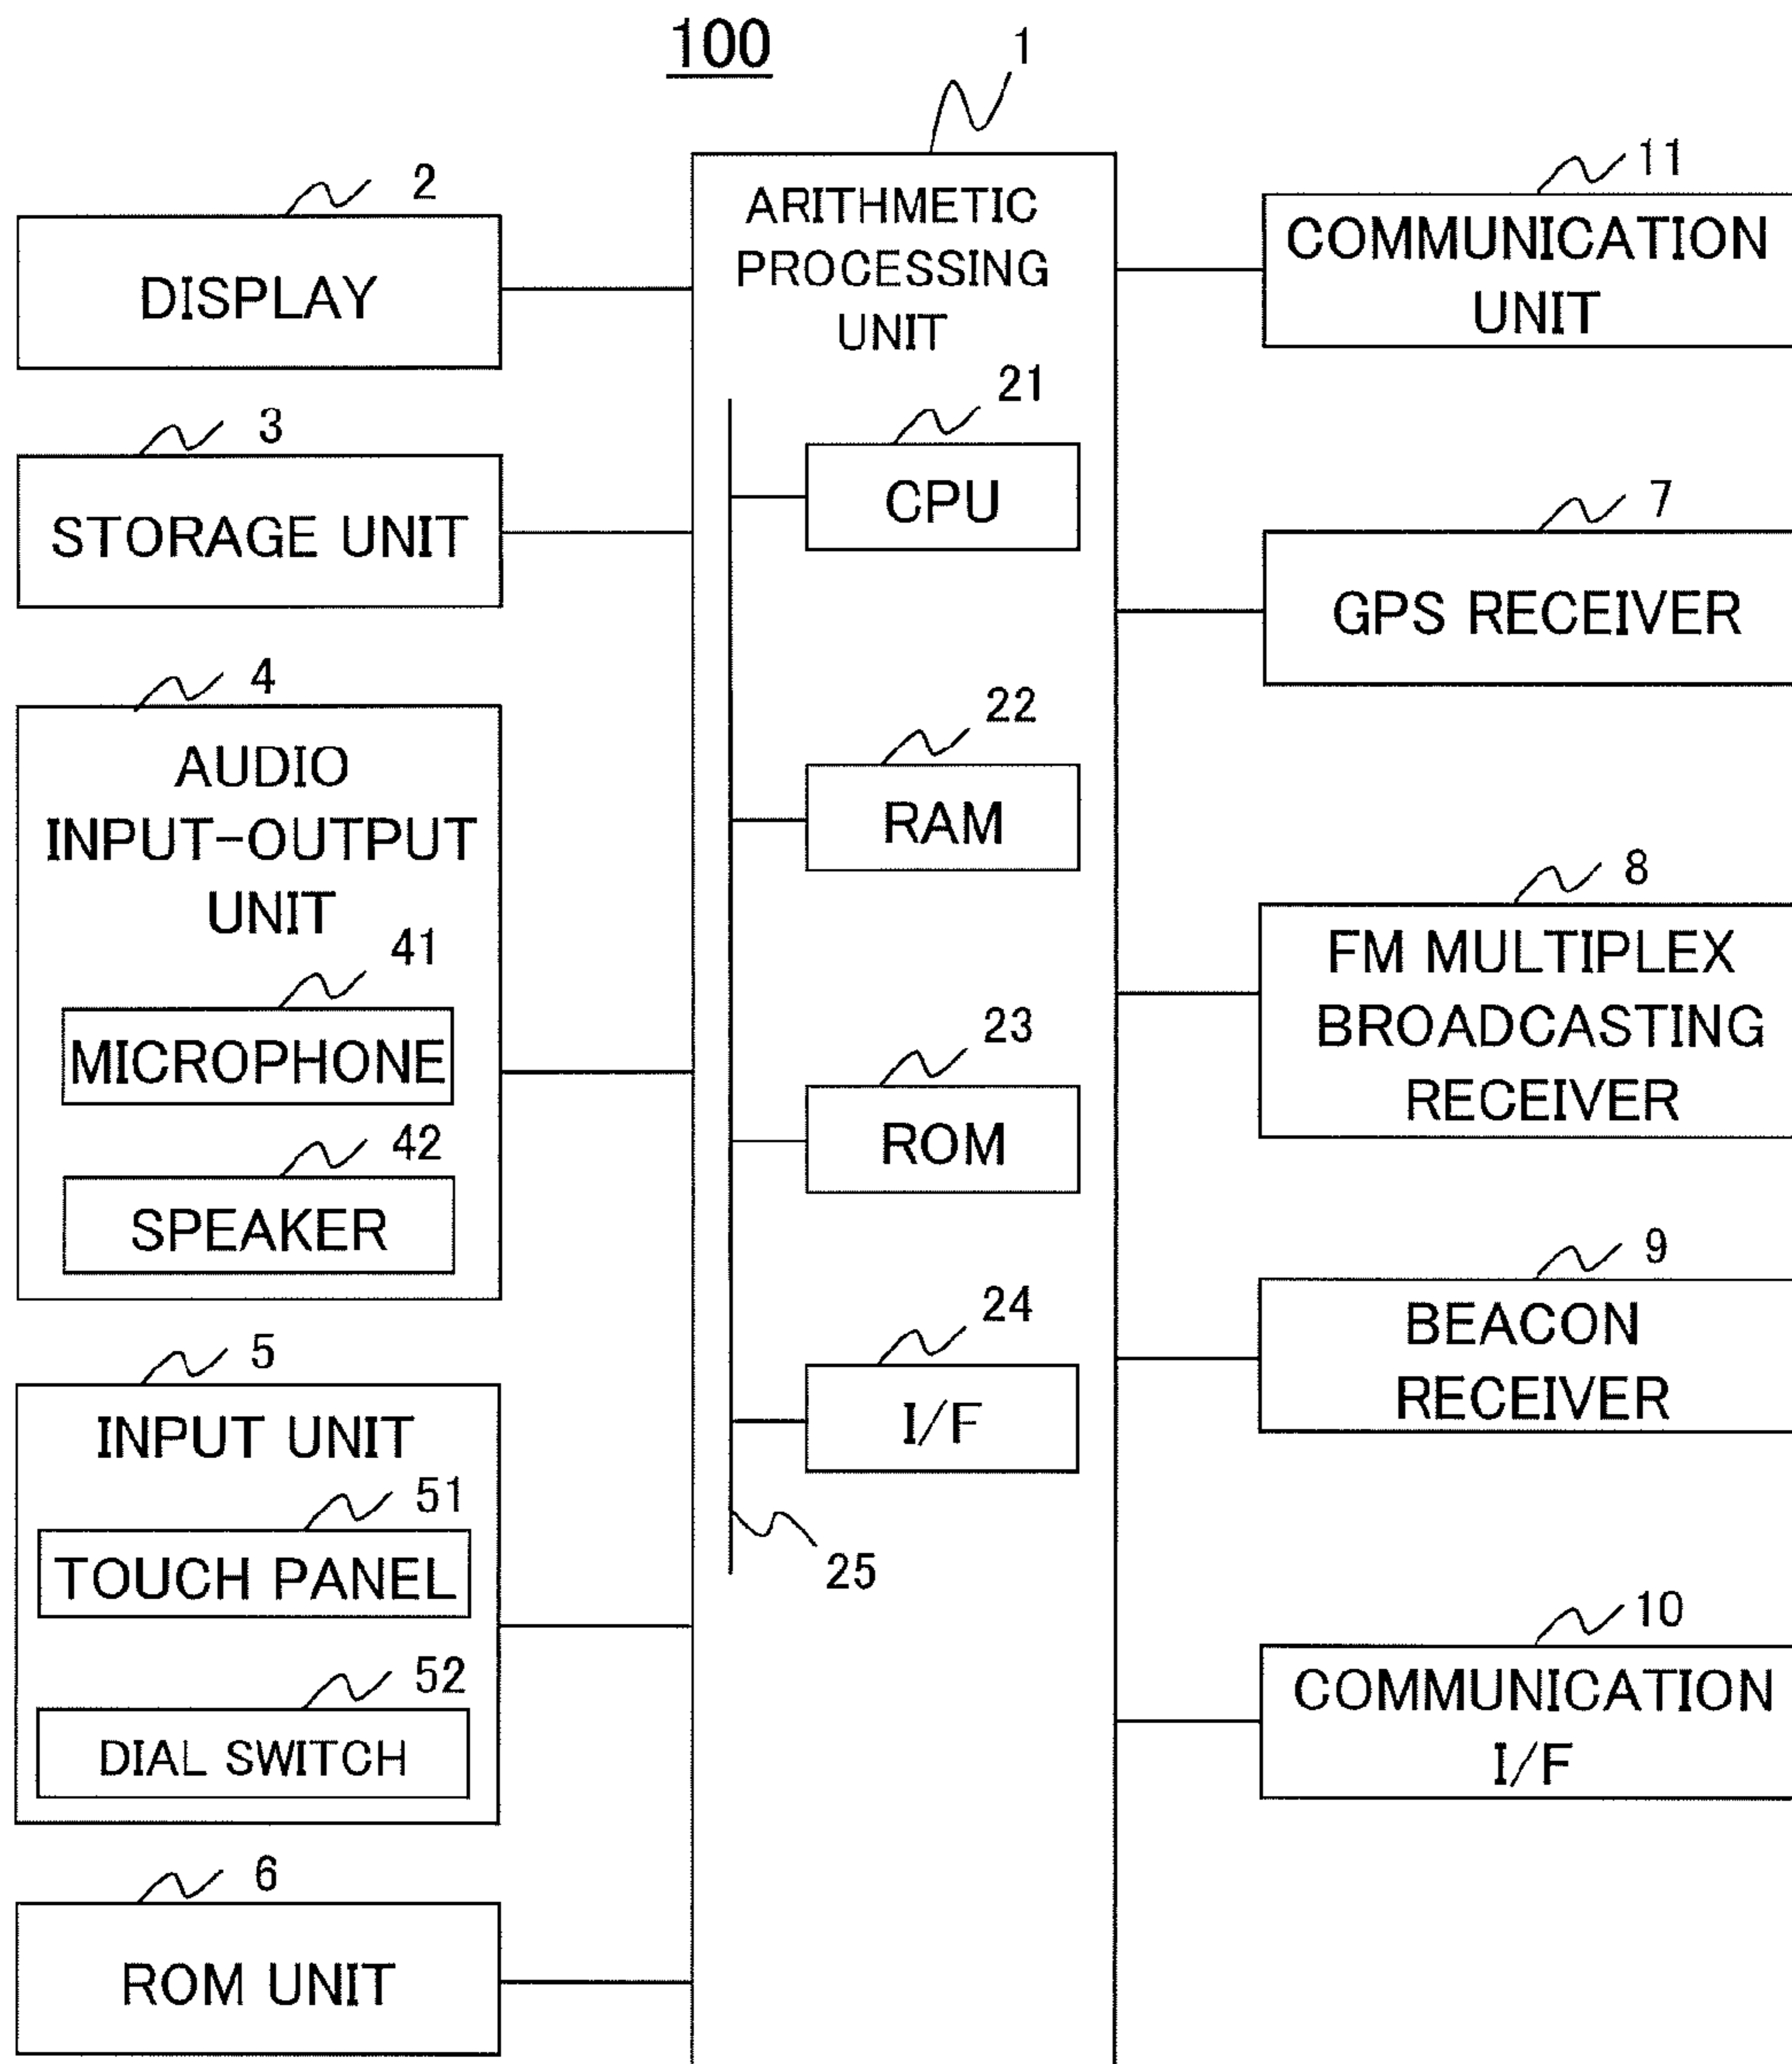 100
1
ARITHMETIC
PROCESSING
UNIT
2
DISPLAY
3
STORAGE UNIT
4
AUDIO
INPUT-OUTPUT
UNIT
41
MICROPHONE
42
SPEAKER
5
INPUT UNIT
51
TOUCH PANEL
52
DIAL SWITCH
6
ROM UNIT
21
CPU
22
RAM
23
ROM
24
I/F
25
11
COMMUNICATION
UNIT
7
GPS RECEIVER
8
FM MULTIPLEX
BROADCASTING
RECEIVER
9
BEACON
RECEIVER
10
COMMUNICATION
I/F